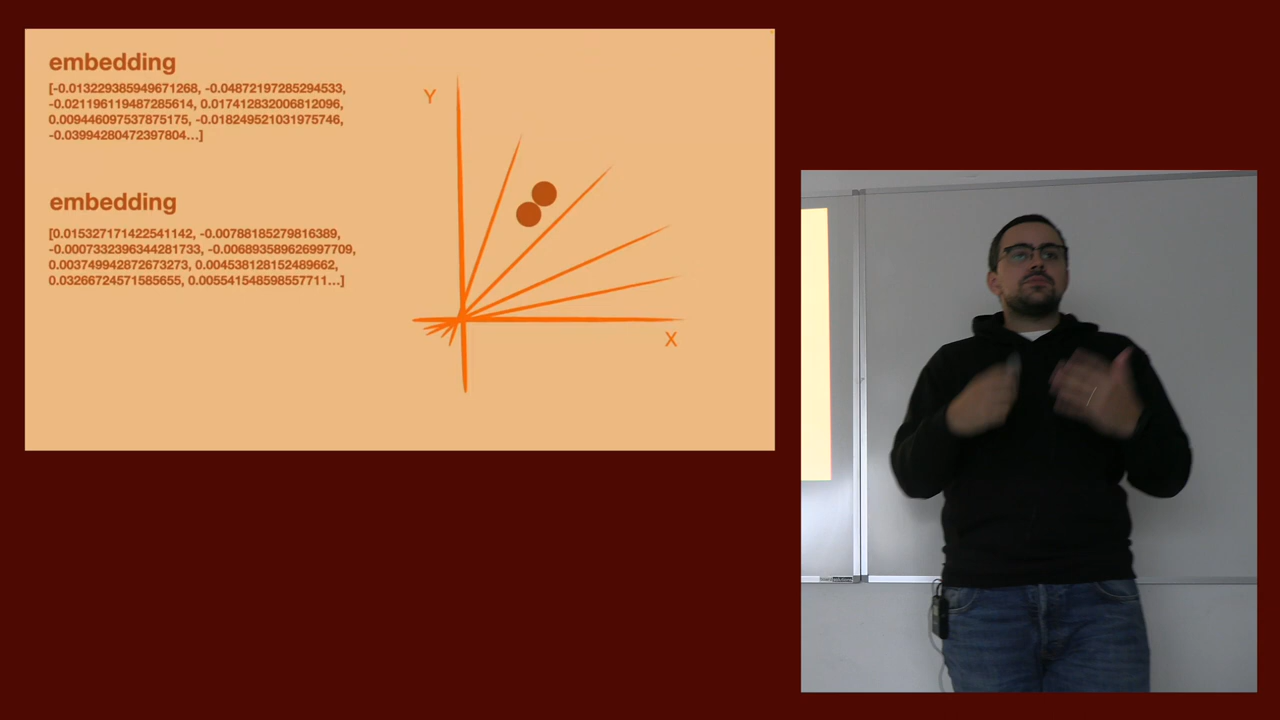 embedding
[-0.013229385949671268, -0.04872197285294533,
-0.021196119487285614, 0.017412832006812096,
0.009446097537875175, -0.018249521031975746,
-0.03994280472397804...]
embedding
[0.015327171422541142, -0.00788185279816389,
-0.0007332396344281733, -0.006893589626997709,
0.003749942872673273, 0.004538128152489662,
0.03266724571585655, 0.005541548598557711...]
Y
X